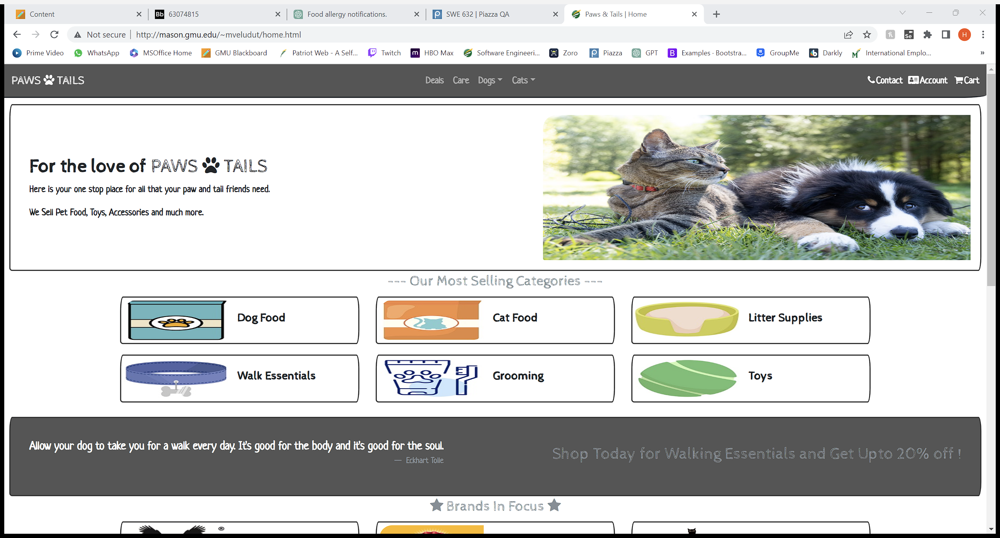 Content
63074815
Food allergy notifications.
SWE 632 | Piazza QA
Paws & Tails | Home
Not secure
http://mason.gmu.edu/~mveludut/home.html
H
Prime Video
WhatsApp
MSOffice Home
GMU Blackboard
Patriot Web - A Self...
Twitch
HBO Max
Software Engineeri...
Zoro
Piazza
GPT
Examples · Bootstra...
GroupMe
Darkly
International Emplo...
»
PAWS TAILS
Deals
Care
Dogs
Cats
Contact
Account
Cart
For the love of PAWS TAILS
Here is your one stop place for all that your paw and tail friends need.
We Sell Pet Food, Toys, Accessories and much more.
--- Our Most Selling Categories ---
Dog Food
Cat Food
Litter Supplies
Walk Essentials
Grooming
Toys
Allow your dog to take you for a walk every day. It's good for the body and it's good for the soul.
— Eckhart Tolle
Shop Today for Walking Essentials and Get Upto 20% off !
Brands In Focus
®